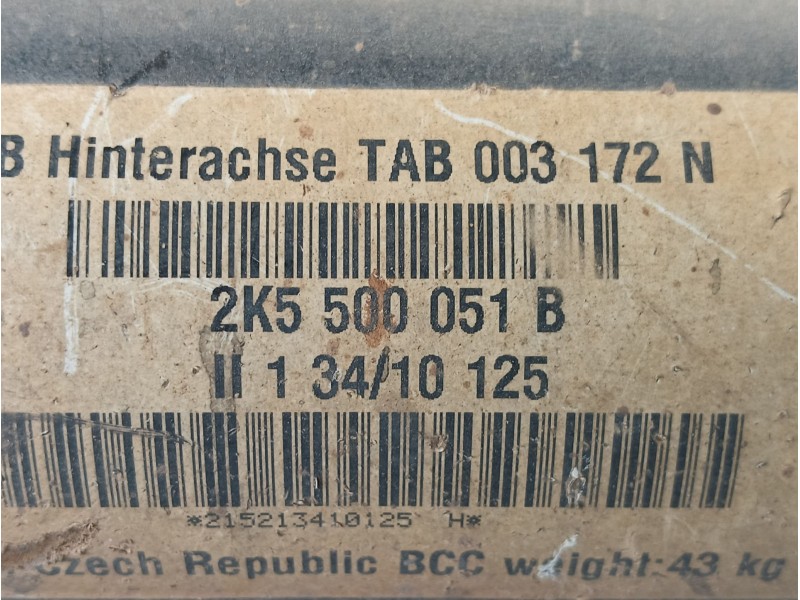 B Hinterachse TAB 003 172 N
2K5 500 051 B
II 1 34/10 125
*215213410125 H*
Czech Republic BCC weight:43 kg